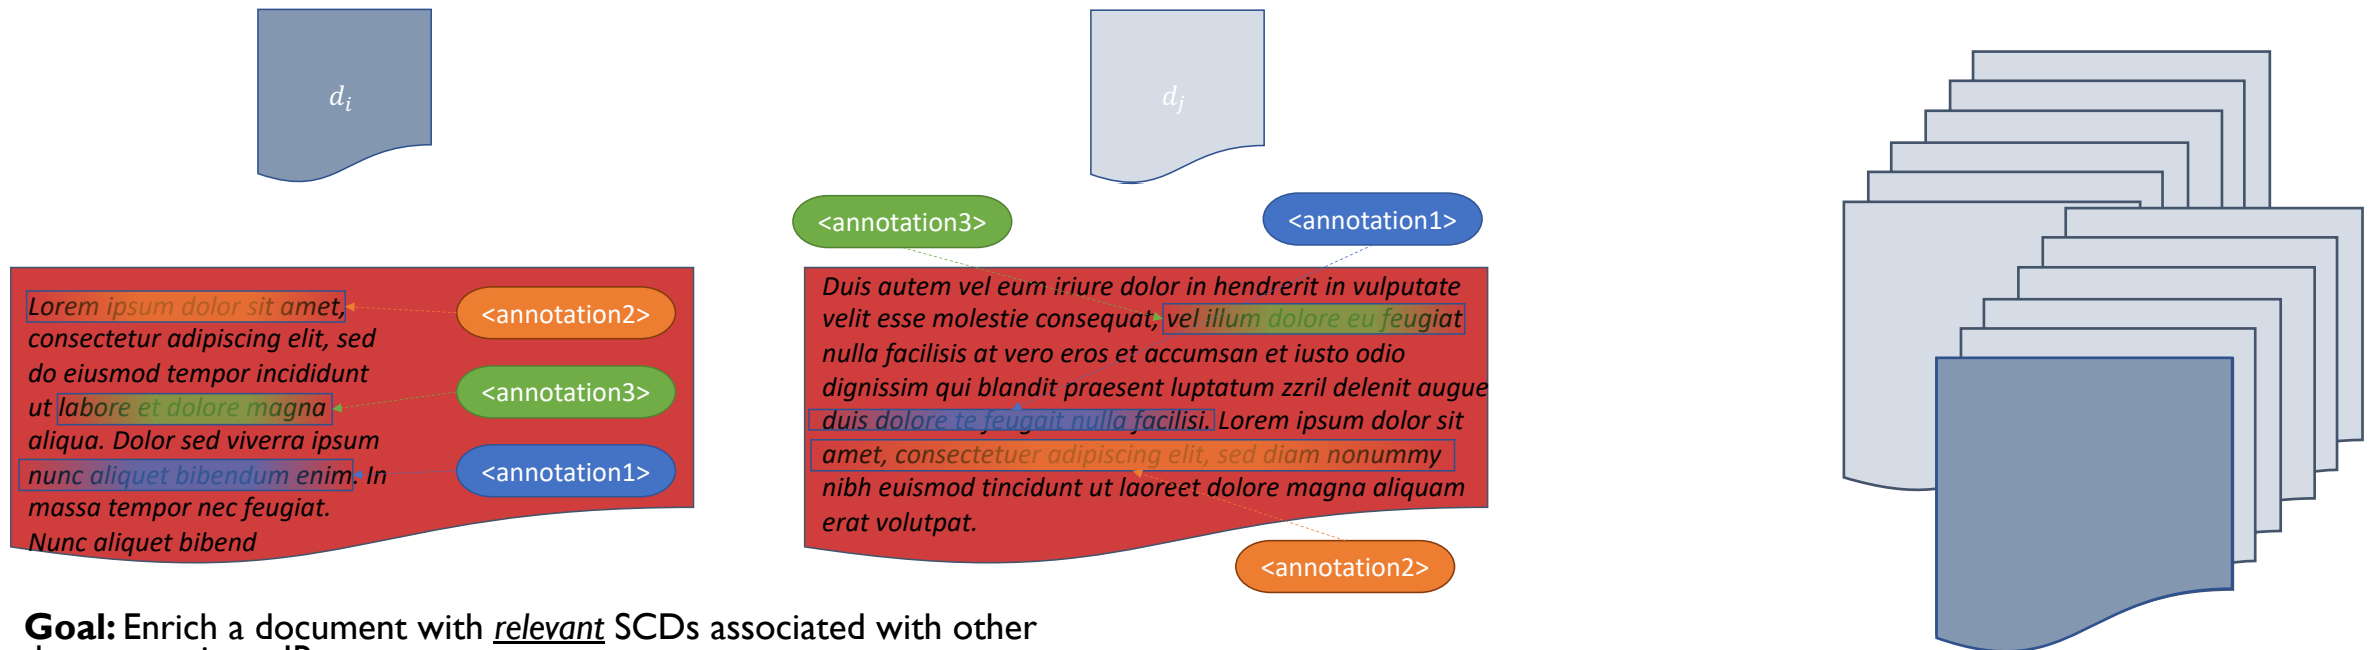 d_i
Lorem ipsum dolor sit amet,
consectetur adipiscing elit, sed
do eiusmod tempor incididunt
ut labore et dolore magna
aliqua. Dolor sed viverra ipsum
nunc aliquet bibendum enim. In
massa tempor nec feugiat.
Nunc aliquet bibend
<annotation2>
<annotation3>
<annotation1>
d_j
<annotation3>
<annotation1>
Duis autem vel eum iriure dolor in hendrerit in vulputate
velit esse molestie consequat, vel illum dolore eu feugiat
nulla facilisis at vero eros et accumsan et iusto odio
dignissim qui blandit praesent luptatum zzril delenit augue
duis dolore te feugait nulla facilisi. Lorem ipsum dolor sit
amet, consectetuer adipiscing elit, sed diam nonummy
nibh euismod tincidunt ut laoreet dolore magna aliquam
erat volutpat.
<annotation2>
Goal: Enrich a document with relevant SCDs associated with other